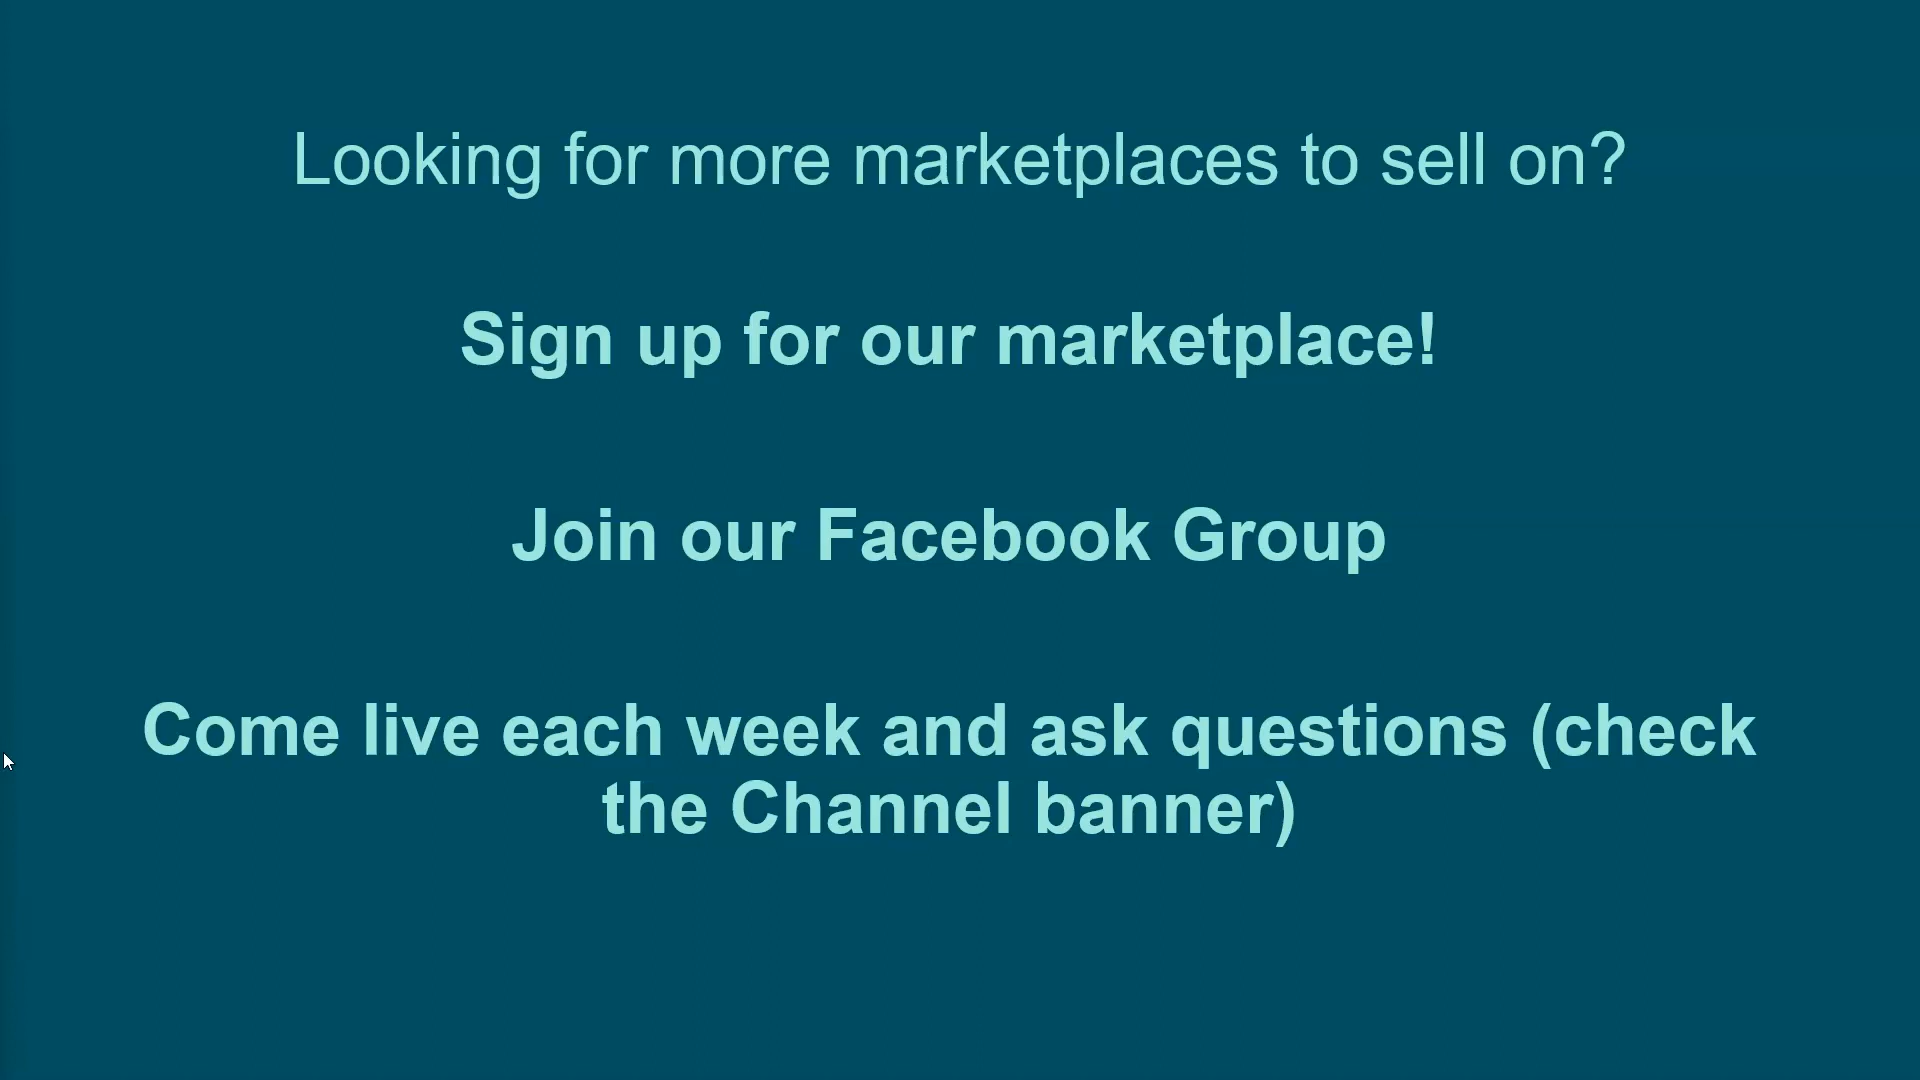 Looking for more marketplaces to sell on?
Sign up for our marketplace!
Join our Facebook Group
Come live each week and ask questions (check
the Channel banner)